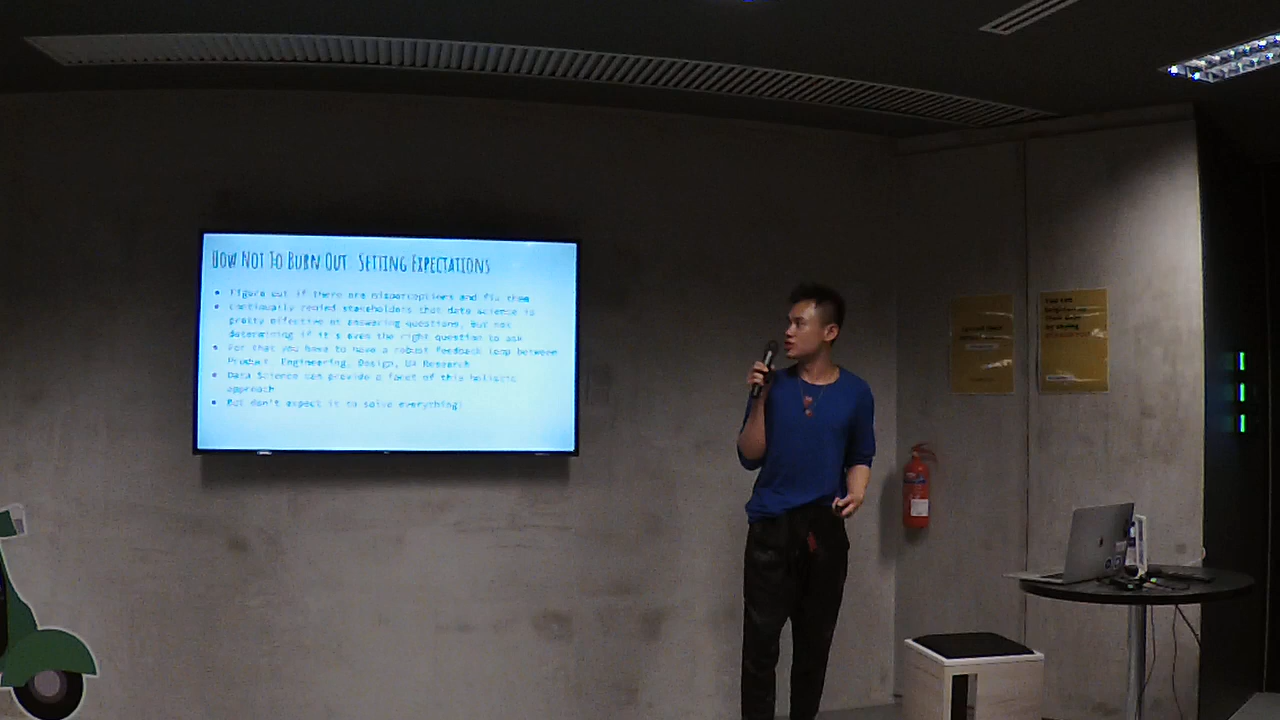 How Not To Burn Out Setting Expectations
Figure out if there are misperceptions and fix them
continually remind stakeholders that data science is
pretty effective at answering questions, but not
determining if it's even the right question to ask
For that you have to have a robust feedback loop between
Product, Engineering, Design, UX Research
Data Science can provide a facet of this holistic
approach
But don't expect it to solve everything!